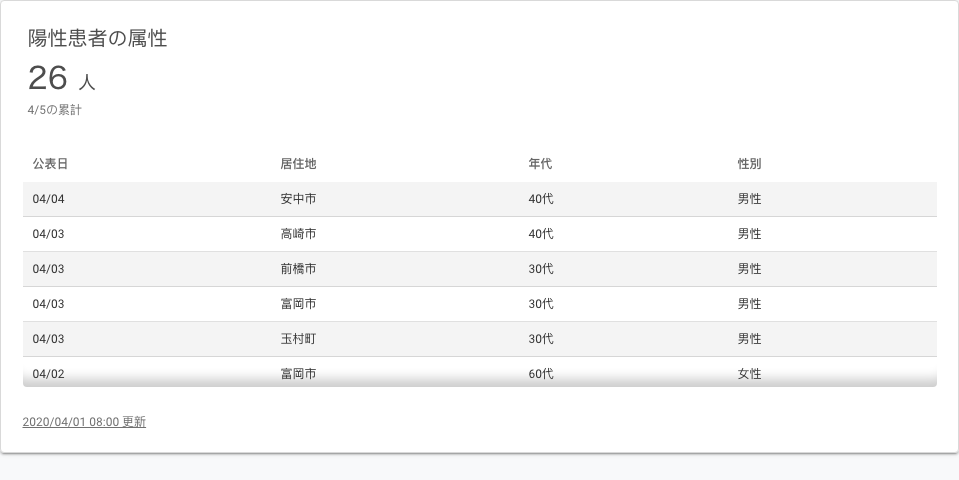 陽性患者の属性
26 人
4/5の累計
公表日 居住地 年代 性別
04/04 安中市 40代 男性
04/03 高崎市 40代 男性
04/03 前橋市 30代 男性
04/03 富岡市 30代 男性
04/03 玉村町 30代 男性
04/02 富岡市 60代 女性
2020/04/01 08:00 更新